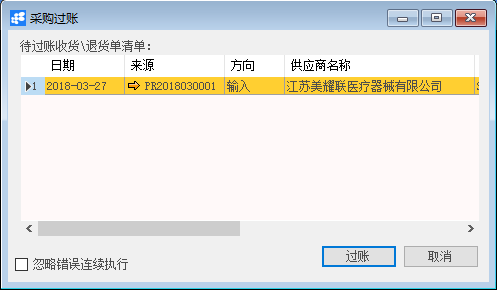 采购过账
待过账收货\退货单清单：
日期 来源 方向 供应商名称
1 2018-03-27 PR2018030001 输入 江苏美耀联医疗器械有限公司
忽略错误连续执行 过账 取消